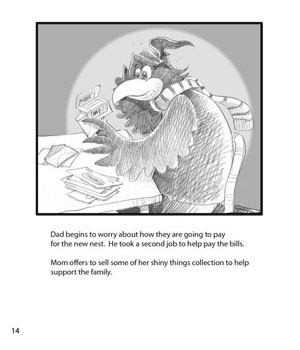 Dad begins to worry about how they are going to pay
for the new nest.  He took a second job to help pay the bills.
Mom offers to sell some of her shiny things collection to help
support the family.
14